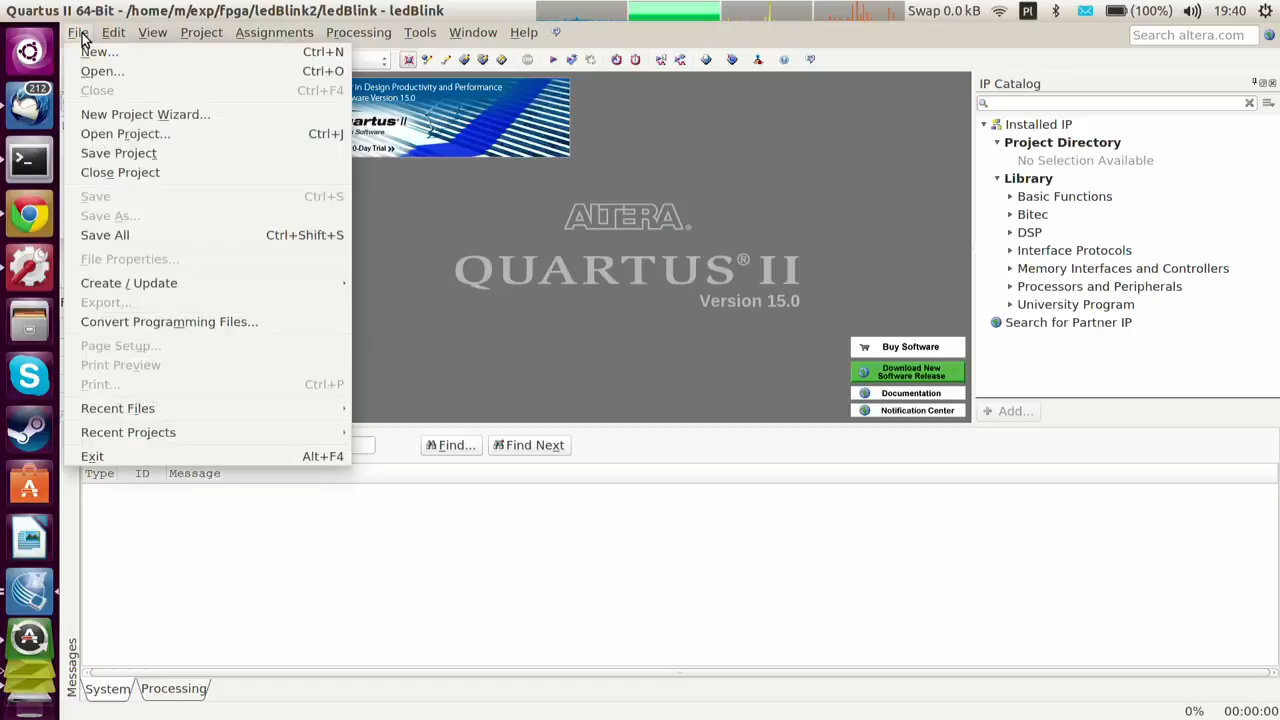 Quartus II 64-Bit - /home/m/exp/fpga/ledBlink2/ledBlink - ledBlink
Swap 0.0 kB
Pl
(100%)
19:40
File Edit View Project Assignments Processing Tools Window Help
Search altera.com
New... Ctrl+N
Open... Ctrl+O
Close Ctrl+F4
New Project Wizard...
Open Project... Ctrl+J
Save Project
Close Project
Save Ctrl+S
Save As...
Save All Ctrl+Shift+S
File Properties...
Create / Update
Export...
Convert Programming Files...
Page Setup...
Print Preview
Print... Ctrl+P
Recent Files
Recent Projects
Exit Alt+F4
212
in Design Productivity and Performance
Version 15.0
II
Software
0-Day Trial
ALTERA®
QUARTUS® II
Version 15.0
Buy Software
Download New
Software Release
Documentation
Notification Center
IP Catalog
Installed IP
Project Directory
No Selection Available
Library
Basic Functions
Bitec
DSP
Interface Protocols
Memory Interfaces and Controllers
Processors and Peripherals
University Program
Search for Partner IP
Add...
Find... Find Next
Type ID Message
Messages
System Processing
0% 00:00:00